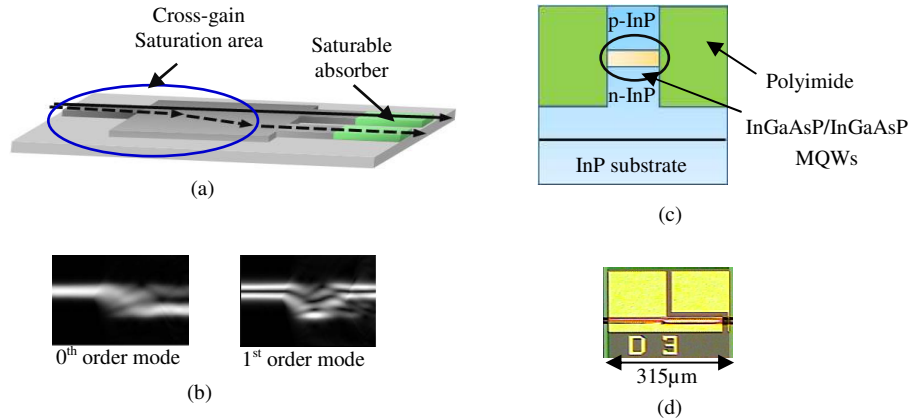 Cross-gain
Saturation area
Saturable
absorber
(a)
0th order mode
1st order mode
(b)
p-InP
n-InP
Polyimide
InGaAsP/InGaAsP
MQWs
InP substrate
(c)
D 3
315µm
(d)